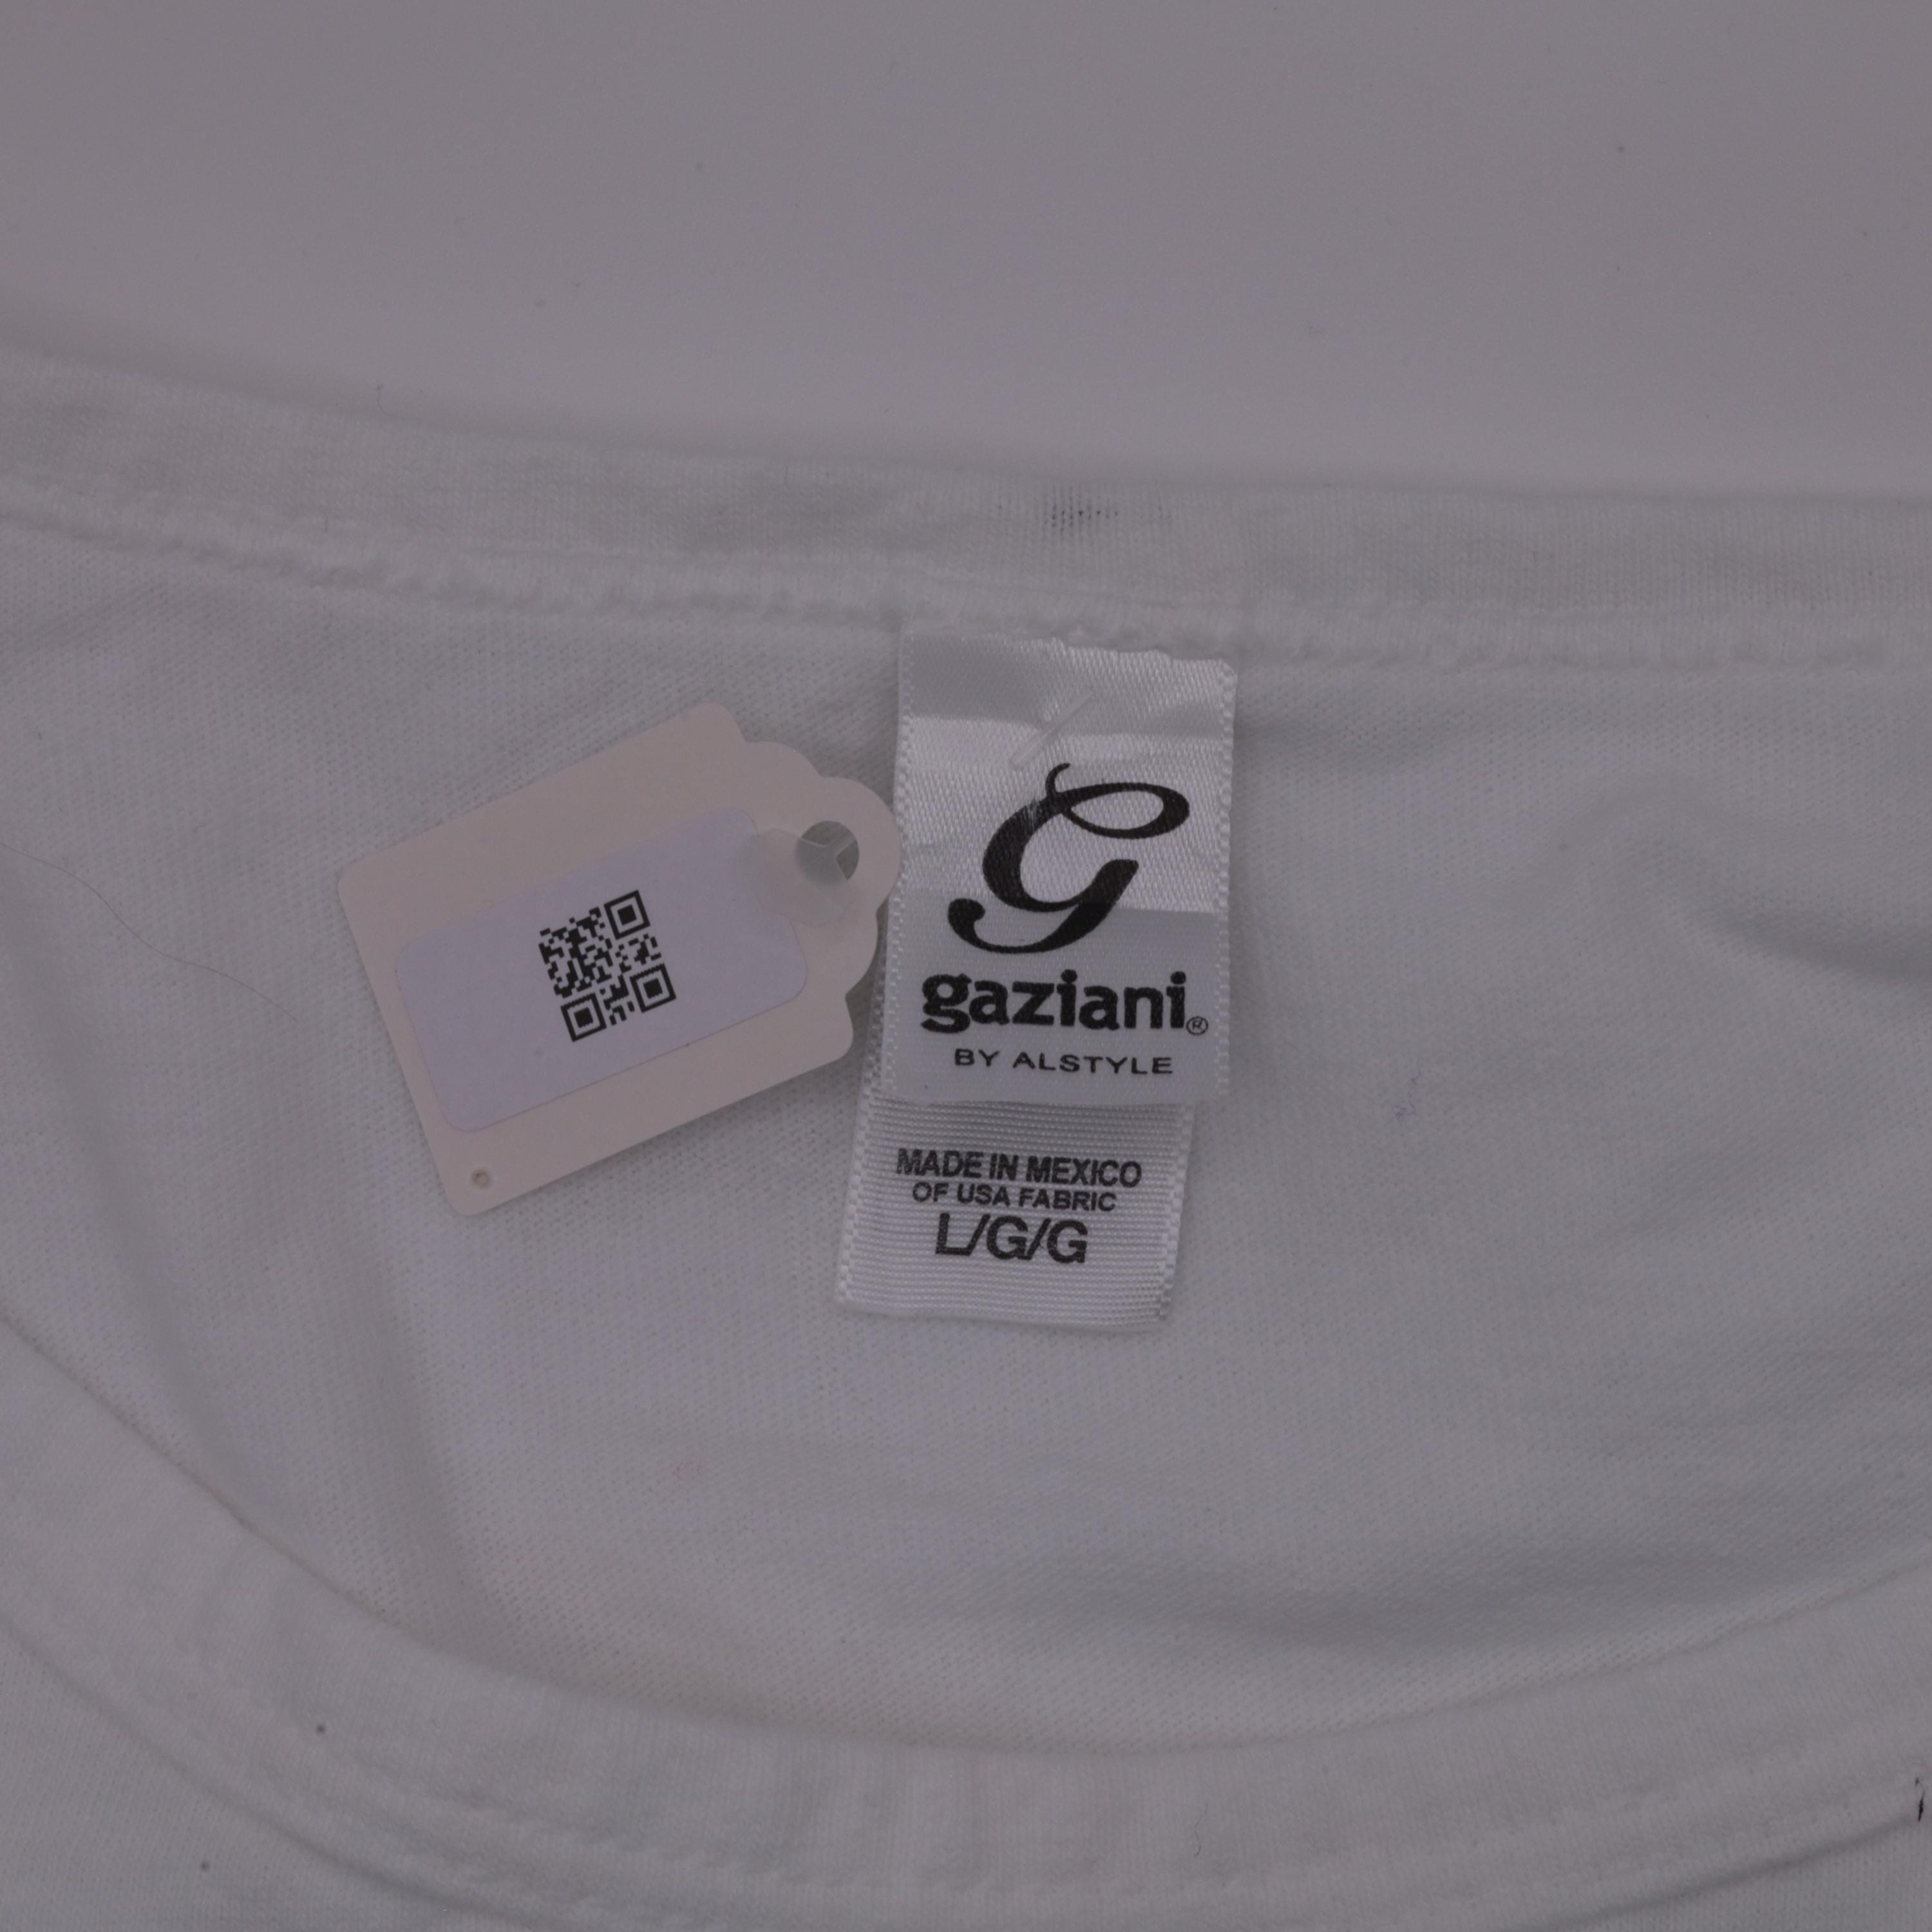 G
gaziani®
BY ALSTYLE
MADE IN MEXICO
OF USA FABRIC
L/G/G